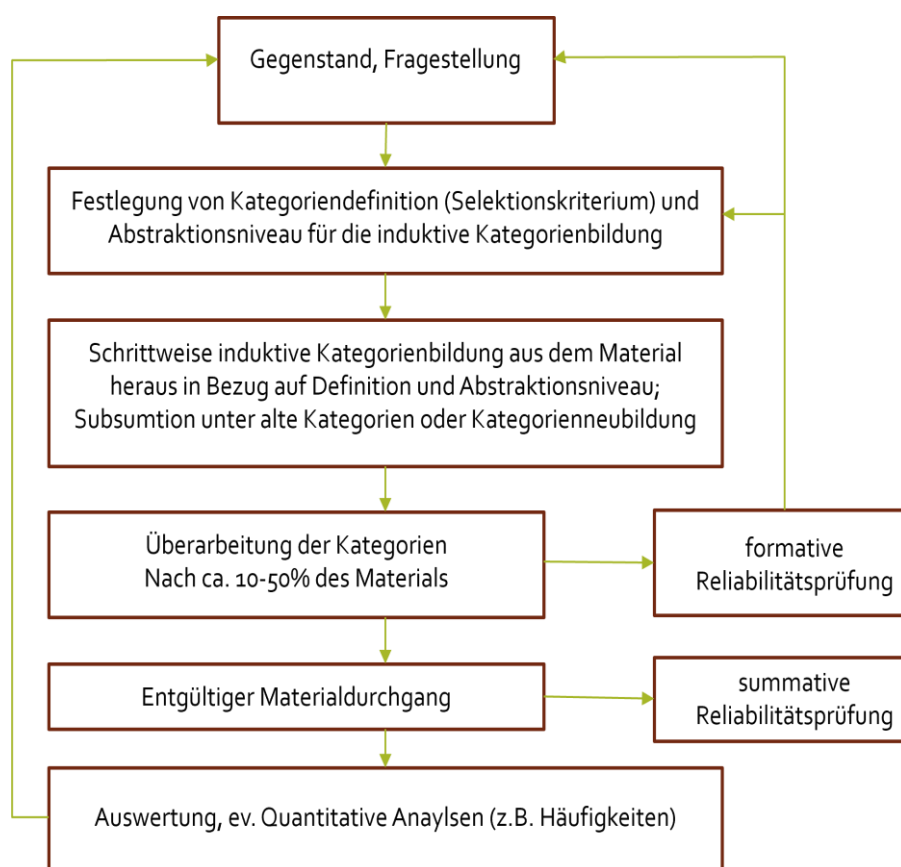 Gegenstand, Fragestellung
Festlegung von Kategoriendefinition (Selektionskriterium) und
Abstraktionsniveau für die induktive Kategorienbildung
Schrittweise induktive Kategorienbildung aus dem Material
heraus in Bezug auf Definition und Abstraktionsniveau;
Subsumtion unter alte Kategorien oder Kategorienneubildung
Überarbeitung der Kategorien
Nach ca. 10-50% des Materials
formative
Reliabilitätsprüfung
Entgültiger Materialdurchgang
summative
Reliabilitätsprüfung
Auswertung, ev. Quantitative Anaylsen (z.B. Häufigkeiten)